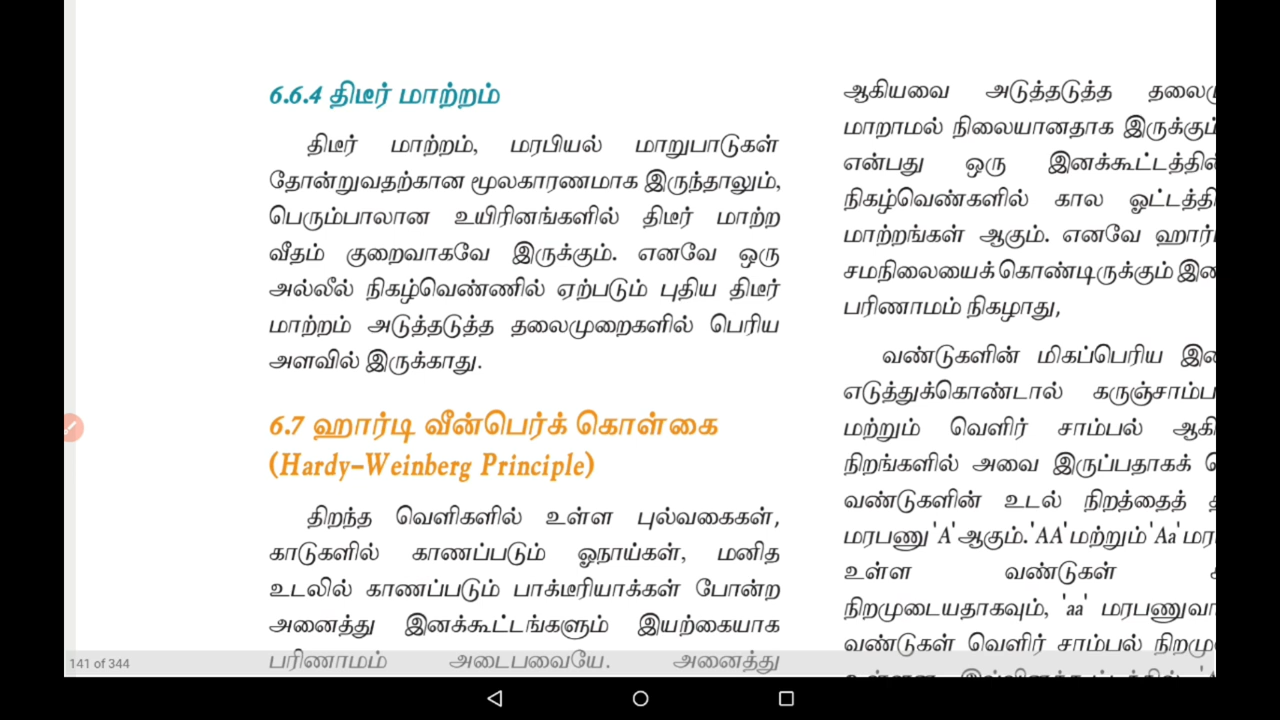 6.6.4 திடீர் மாற்றம்
திடீர் மாற்றம், மரபியல் மாறுபாடுகள்
தோன்றுவதற்கான மூலகாரணமாக இருந்தாலும்,
பெரும்பாலான உயிரினங்களில் திடீர் மாற்ற
வீதம் குறைவாகவே இருக்கும். எனவே ஒரு
அல்லீல் நிகழ்வெண்ணில் ஏற்படும் புதிய திடீர்
மாற்றம் அடுத்தடுத்த தலைமுறைகளில் பெரிய
அளவில் இருக்காது.
6.7 ஹார்டி வீன்பெர்க் கொள்கை
(Hardy–Weinberg Principle)
திறந்த வெளிகளில் உள்ள புல்வகைகள்,
காடுகளில் காணப்படும் ஓநாய்கள், மனித
உடலில் காணப்படும் பாக்டீரியாக்கள் போன்ற
அனைத்து இனக்கூட்டங்களும் இயற்கையாக
பரிணாமம் அடைபவையே. அனைத்து
ஆகியவை அடுத்தடுத்த
மாறாமல் நிலையானதாக இருக்கும்
என்பது ஒரு
நிகழ்வெண்களில் கால
மாற்றங்கள் ஆகும். எனவே
சமநிலையைக் கொண்டிருக்கும்
பரிணாமம் நிகழாது,
வண்டுகளின் மிகப்பெரிய
எடுத்துக்கொண்டால்
மற்றும் வெளிர் சாம்பல்
நிறங்களில் அவை இருப்பதாகக்
வண்டுகளின் உடல் நிறத்தைத்
மரபணு 'A' ஆகும். 'AA' மற்றும் 'Aa'
உள்ள வண்டுகள்
நிறமுடையதாகவும், 'aa'
வண்டுகள் வெளிர் சாம்பல்
141 of 344